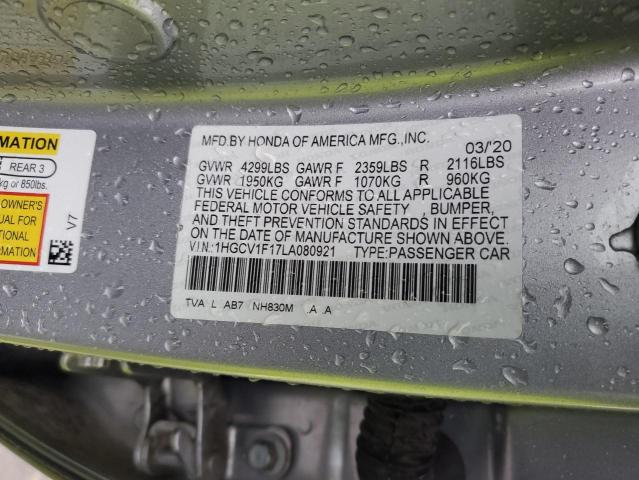 MFD.BY HONDA OF AMERICA MFG.,INC. 03/'20
GVWR 4299LBS GAWR F 2359LBS R 2116LBS
GVWR 1950KG GAWR F 1070KG R 960KG
THIS VEHICLE CONFORMS TO ALL APPLICABLE
FEDERAL MOTOR VEHICLE SAFETY , BUMPER,
AND THEFT PREVENTION STANDARDS IN EFFECT
ON THE DATE OF MANUFACTURE SHOWN ABOVE.
V.I.N.:1HGCV1F17LA080921 TYPE:PASSENGER CAR
TVA L AB7 NH830M A A
MATION
REAR 3
kg or 850lbs.
OWNER'S
UAL FOR
TIONAL
RMATION
V7